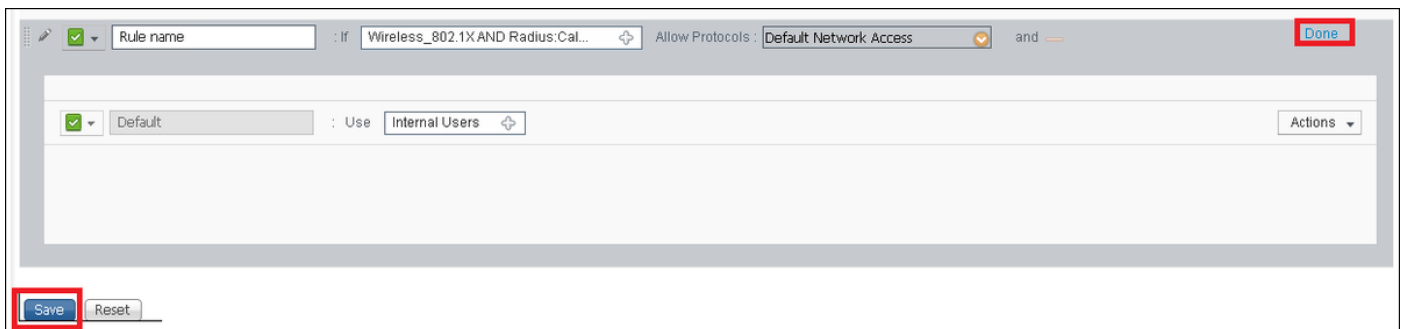 Rule name : If Wireless_802.1X AND Radius:Cal... Allow Protocols : Default Network Access and Done
Default : Use Internal Users Actions
Save Reset